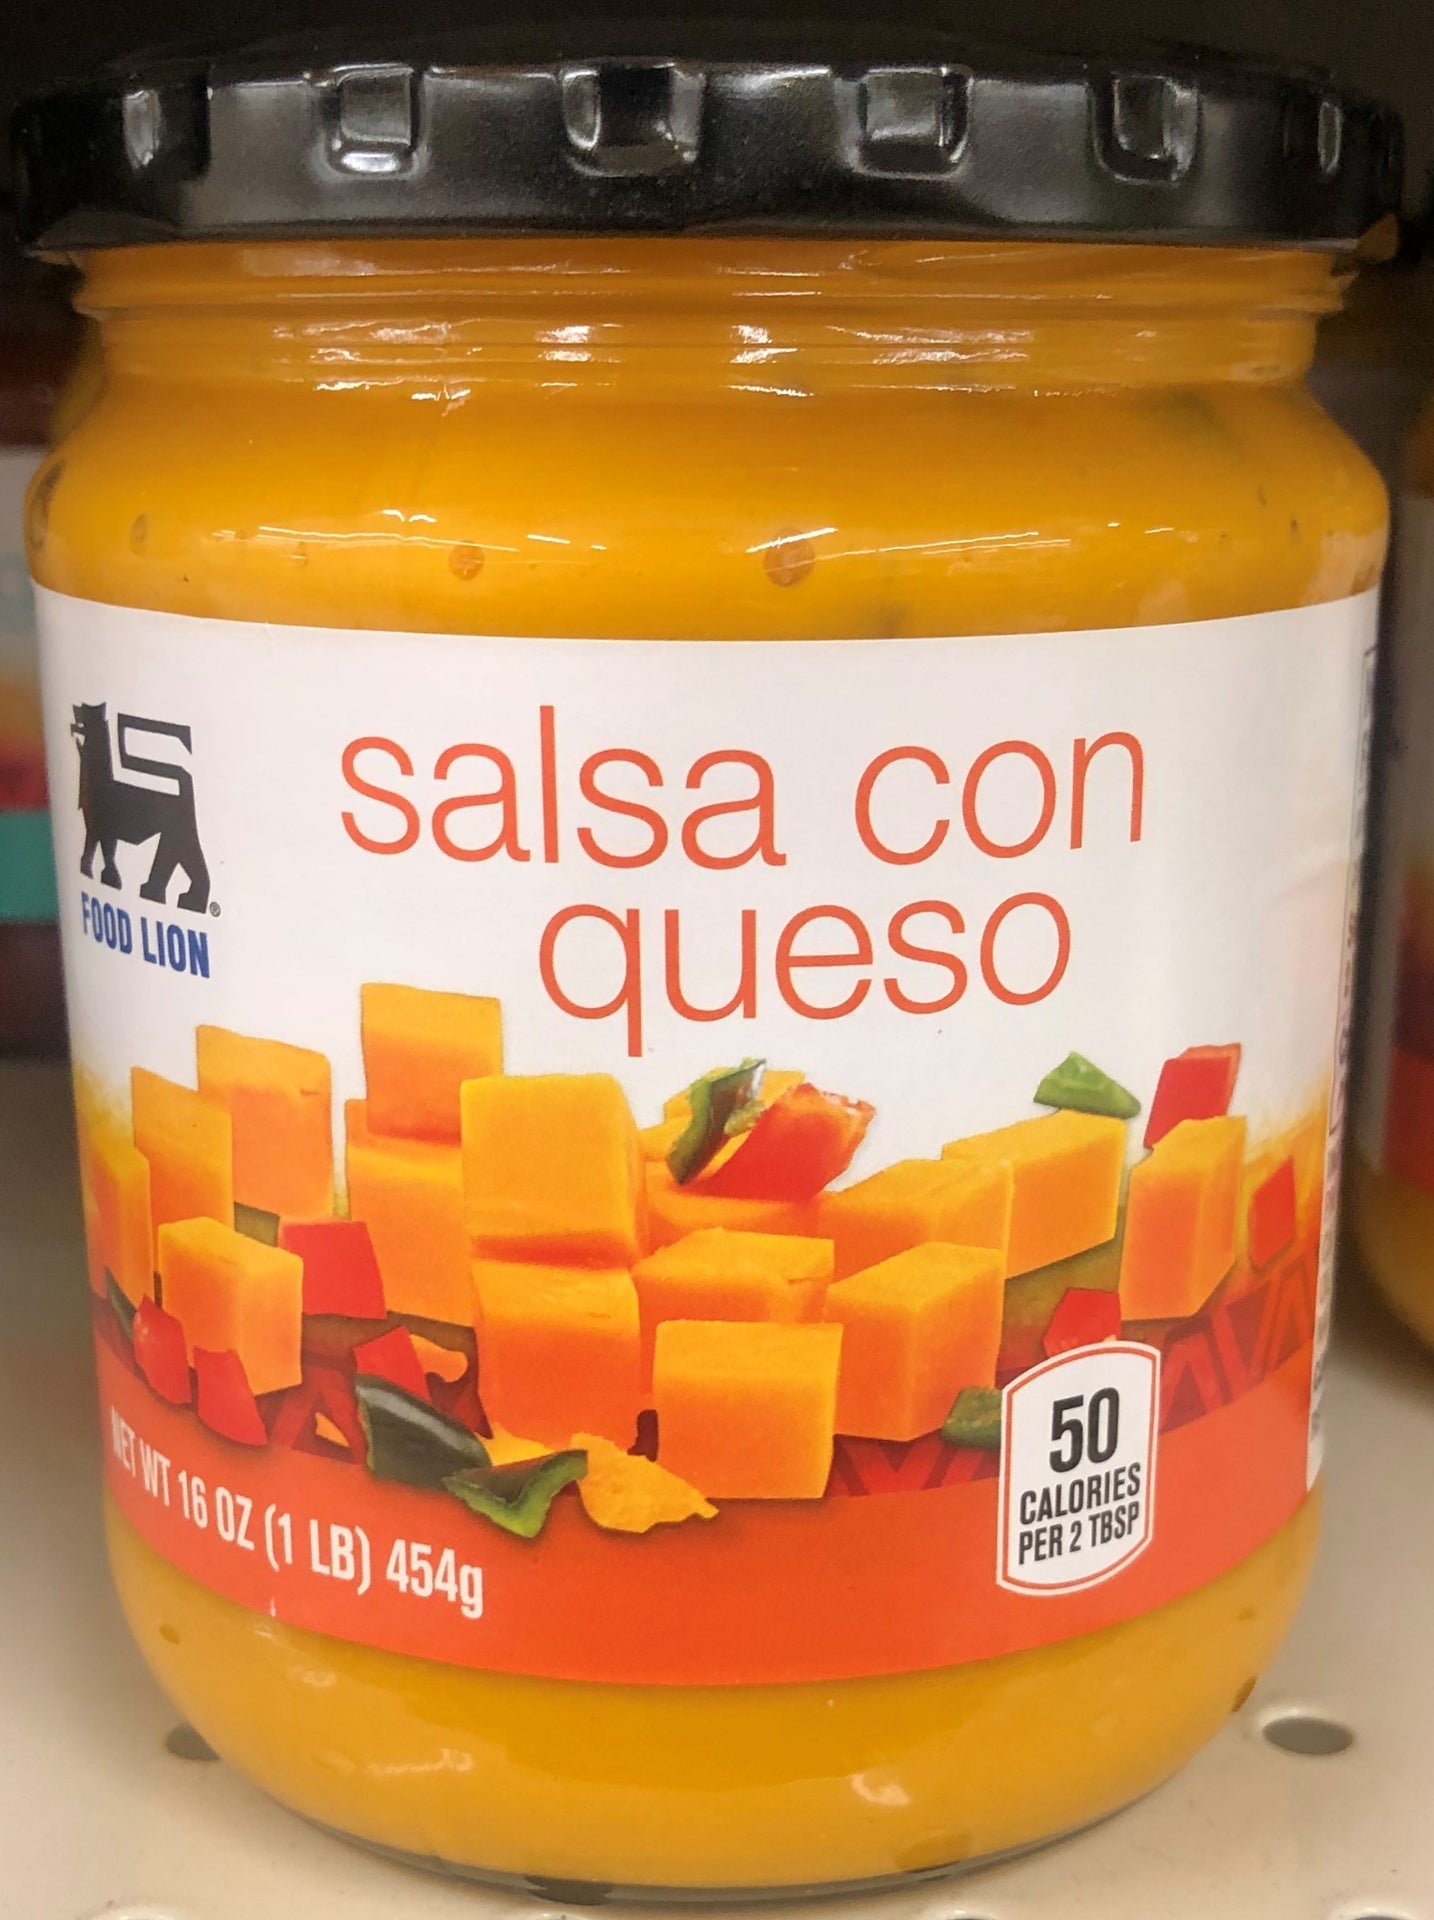 salsa con
queso
FOOD LION
50
CALORIES
PER 2 TBSP
NET WT 16 OZ (1 LB) 454g